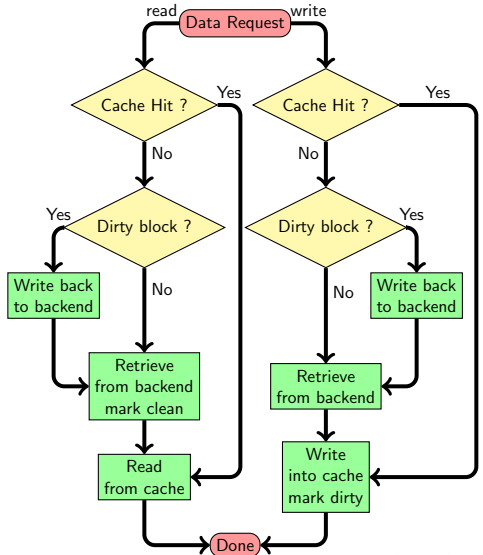 read
Data Request
write
Cache Hit ?
Yes
Cache Hit ?
Yes
No
No
Yes
Dirty block ?
Dirty block ?
Yes
Write back
to backend
No
No
Write back
to backend
Retrieve
from backend
mark clean
Retrieve
from backend
Read
from cache
Write
into cache
mark dirty
Done